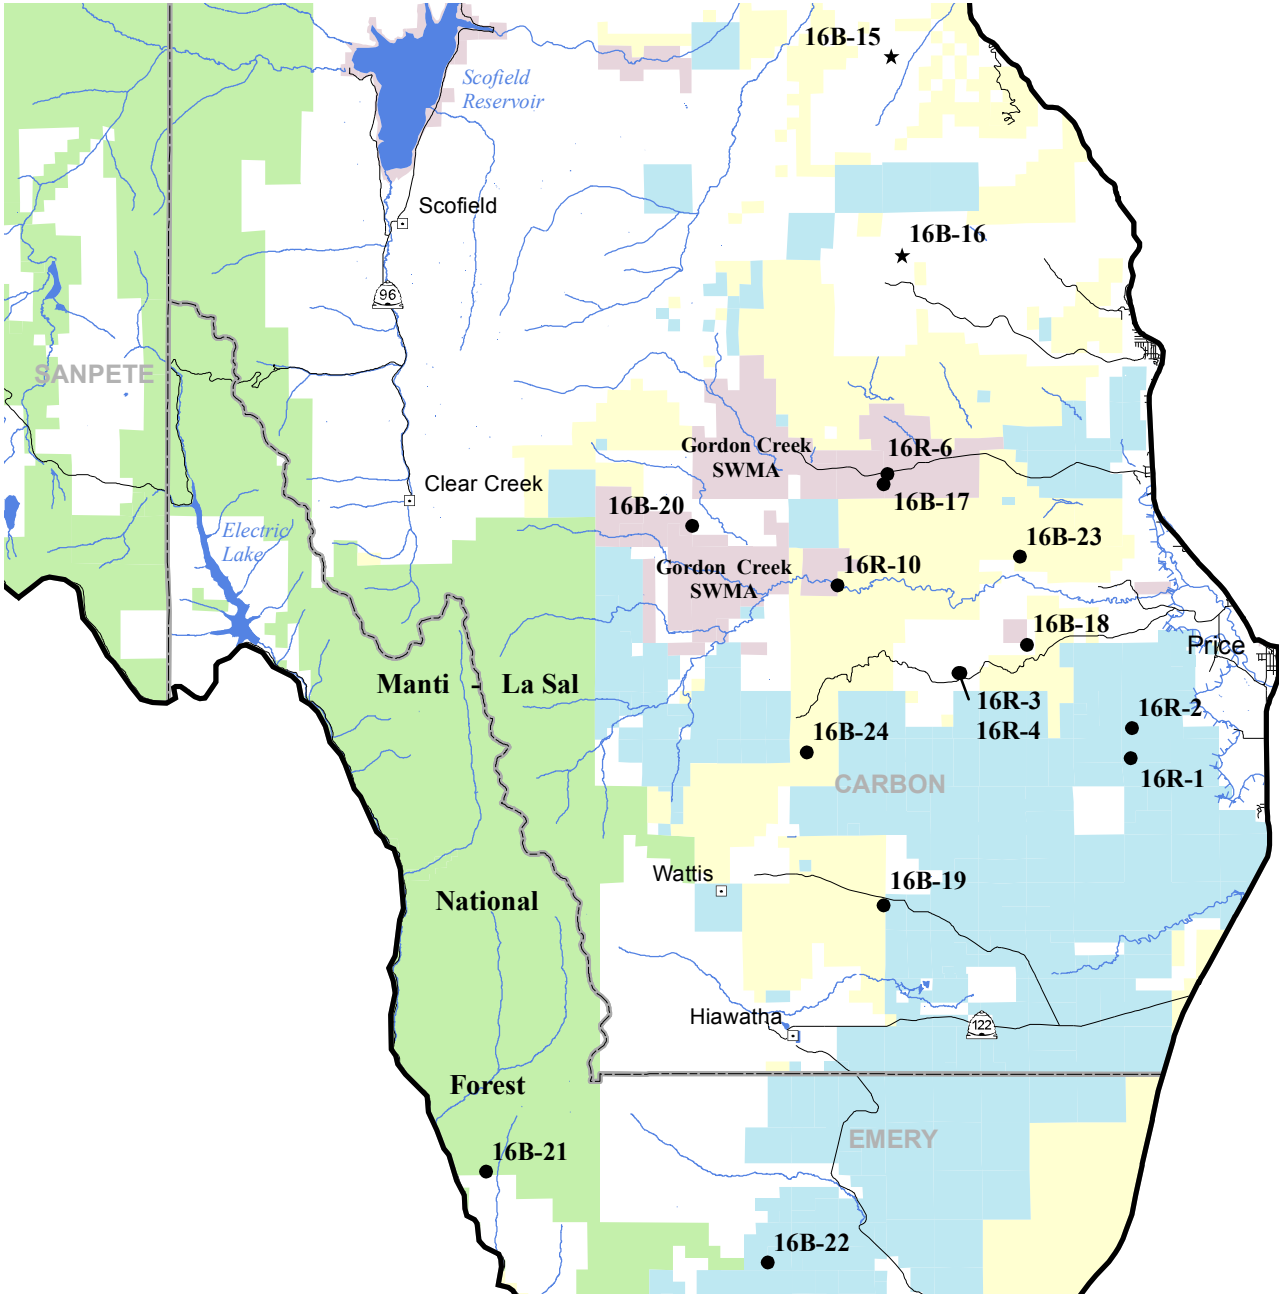 16B-15
Scofield
Reservoir
Scofield
16B-16
96
SANPETE
Gordon Creek
SWMA
16R-6
Clear Creek
16B-17
16B-20
Electric
Lake
16B-23
Gordon Creek
SWMA
16R-10
16B-18
Price
Manti - La Sal
16R-3
16R-4
16R-2
16B-24
16R-1
CARBON
Wattis
16B-19
National
Hiawatha
122
Forest
EMERY
16B-21
16B-22